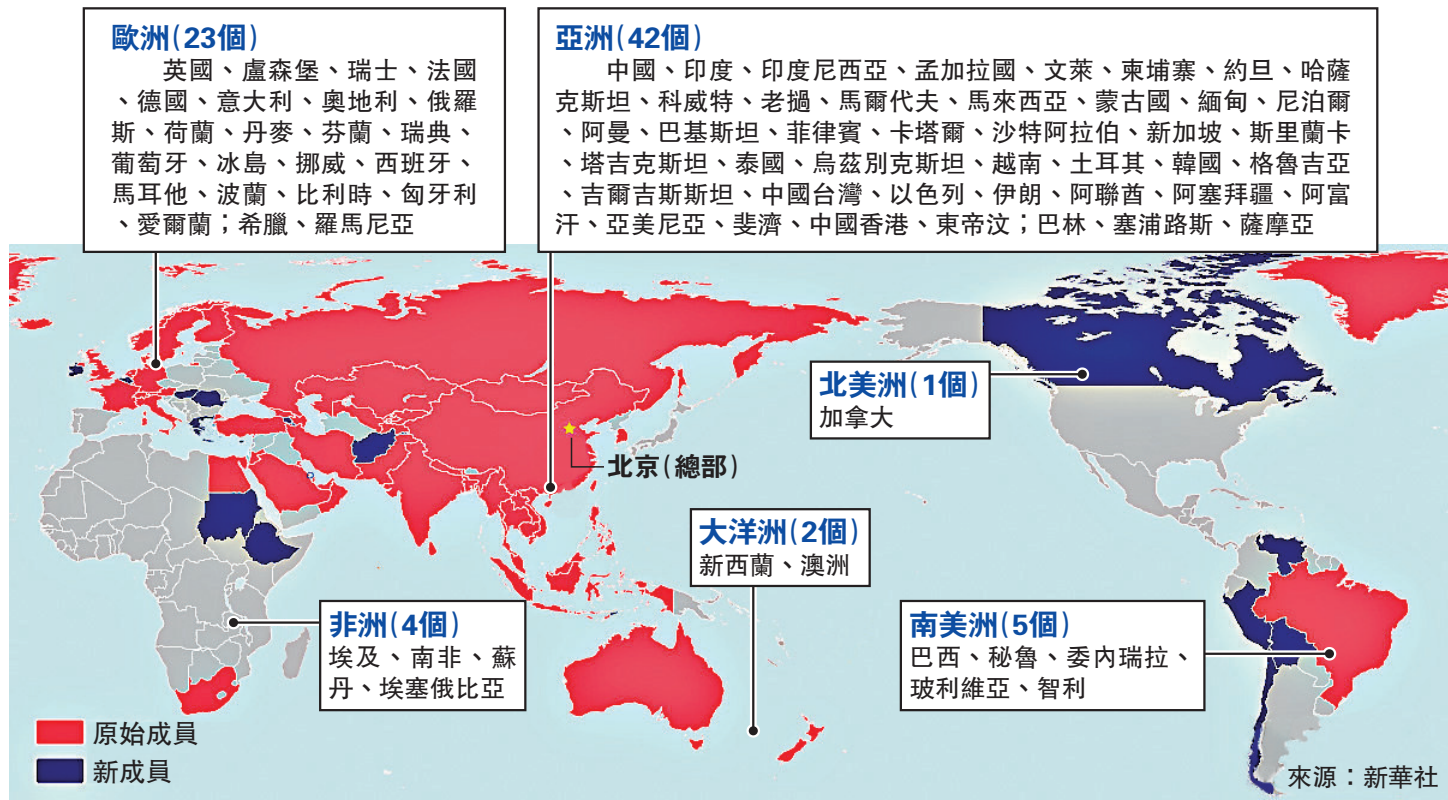 歐洲(23個)
英國、盧森堡、瑞士、法國
、德國、意大利、奧地利、俄羅
斯、荷蘭、丹麥、芬蘭、瑞典、
葡萄牙、冰島、挪威、西班牙、
馬耳他、波蘭、比利時、匈牙利
、愛爾蘭；希臘、羅馬尼亞
亞洲(42個)
中國、印度、印度尼西亞、孟加拉國、文萊、柬埔寨、約旦、哈薩
克斯坦、科威特、老撾、馬爾代夫、馬來西亞、蒙古國、緬甸、尼泊爾
、阿曼、巴基斯坦、菲律賓、卡塔爾、沙特阿拉伯、新加坡、斯里蘭卡
、塔吉克斯坦、泰國、烏茲別克斯坦、越南、土耳其、韓國、格魯吉亞
、吉爾吉斯斯坦、中國台灣、以色列、伊朗、阿聯酋、阿塞拜疆、阿富
汗、亞美尼亞、斐濟、中國香港、東帝汶；巴林、塞浦路斯、薩摩亞
北美洲(1個)
加拿大
北京(總部)
大洋洲(2個)
新西蘭、澳洲
非洲(4個)
埃及、南非、蘇
丹、埃塞俄比亞
南美洲(5個)
巴西、秘魯、委內瑞拉、
玻利維亞、智利
原始成員
新成員
來源：新華社